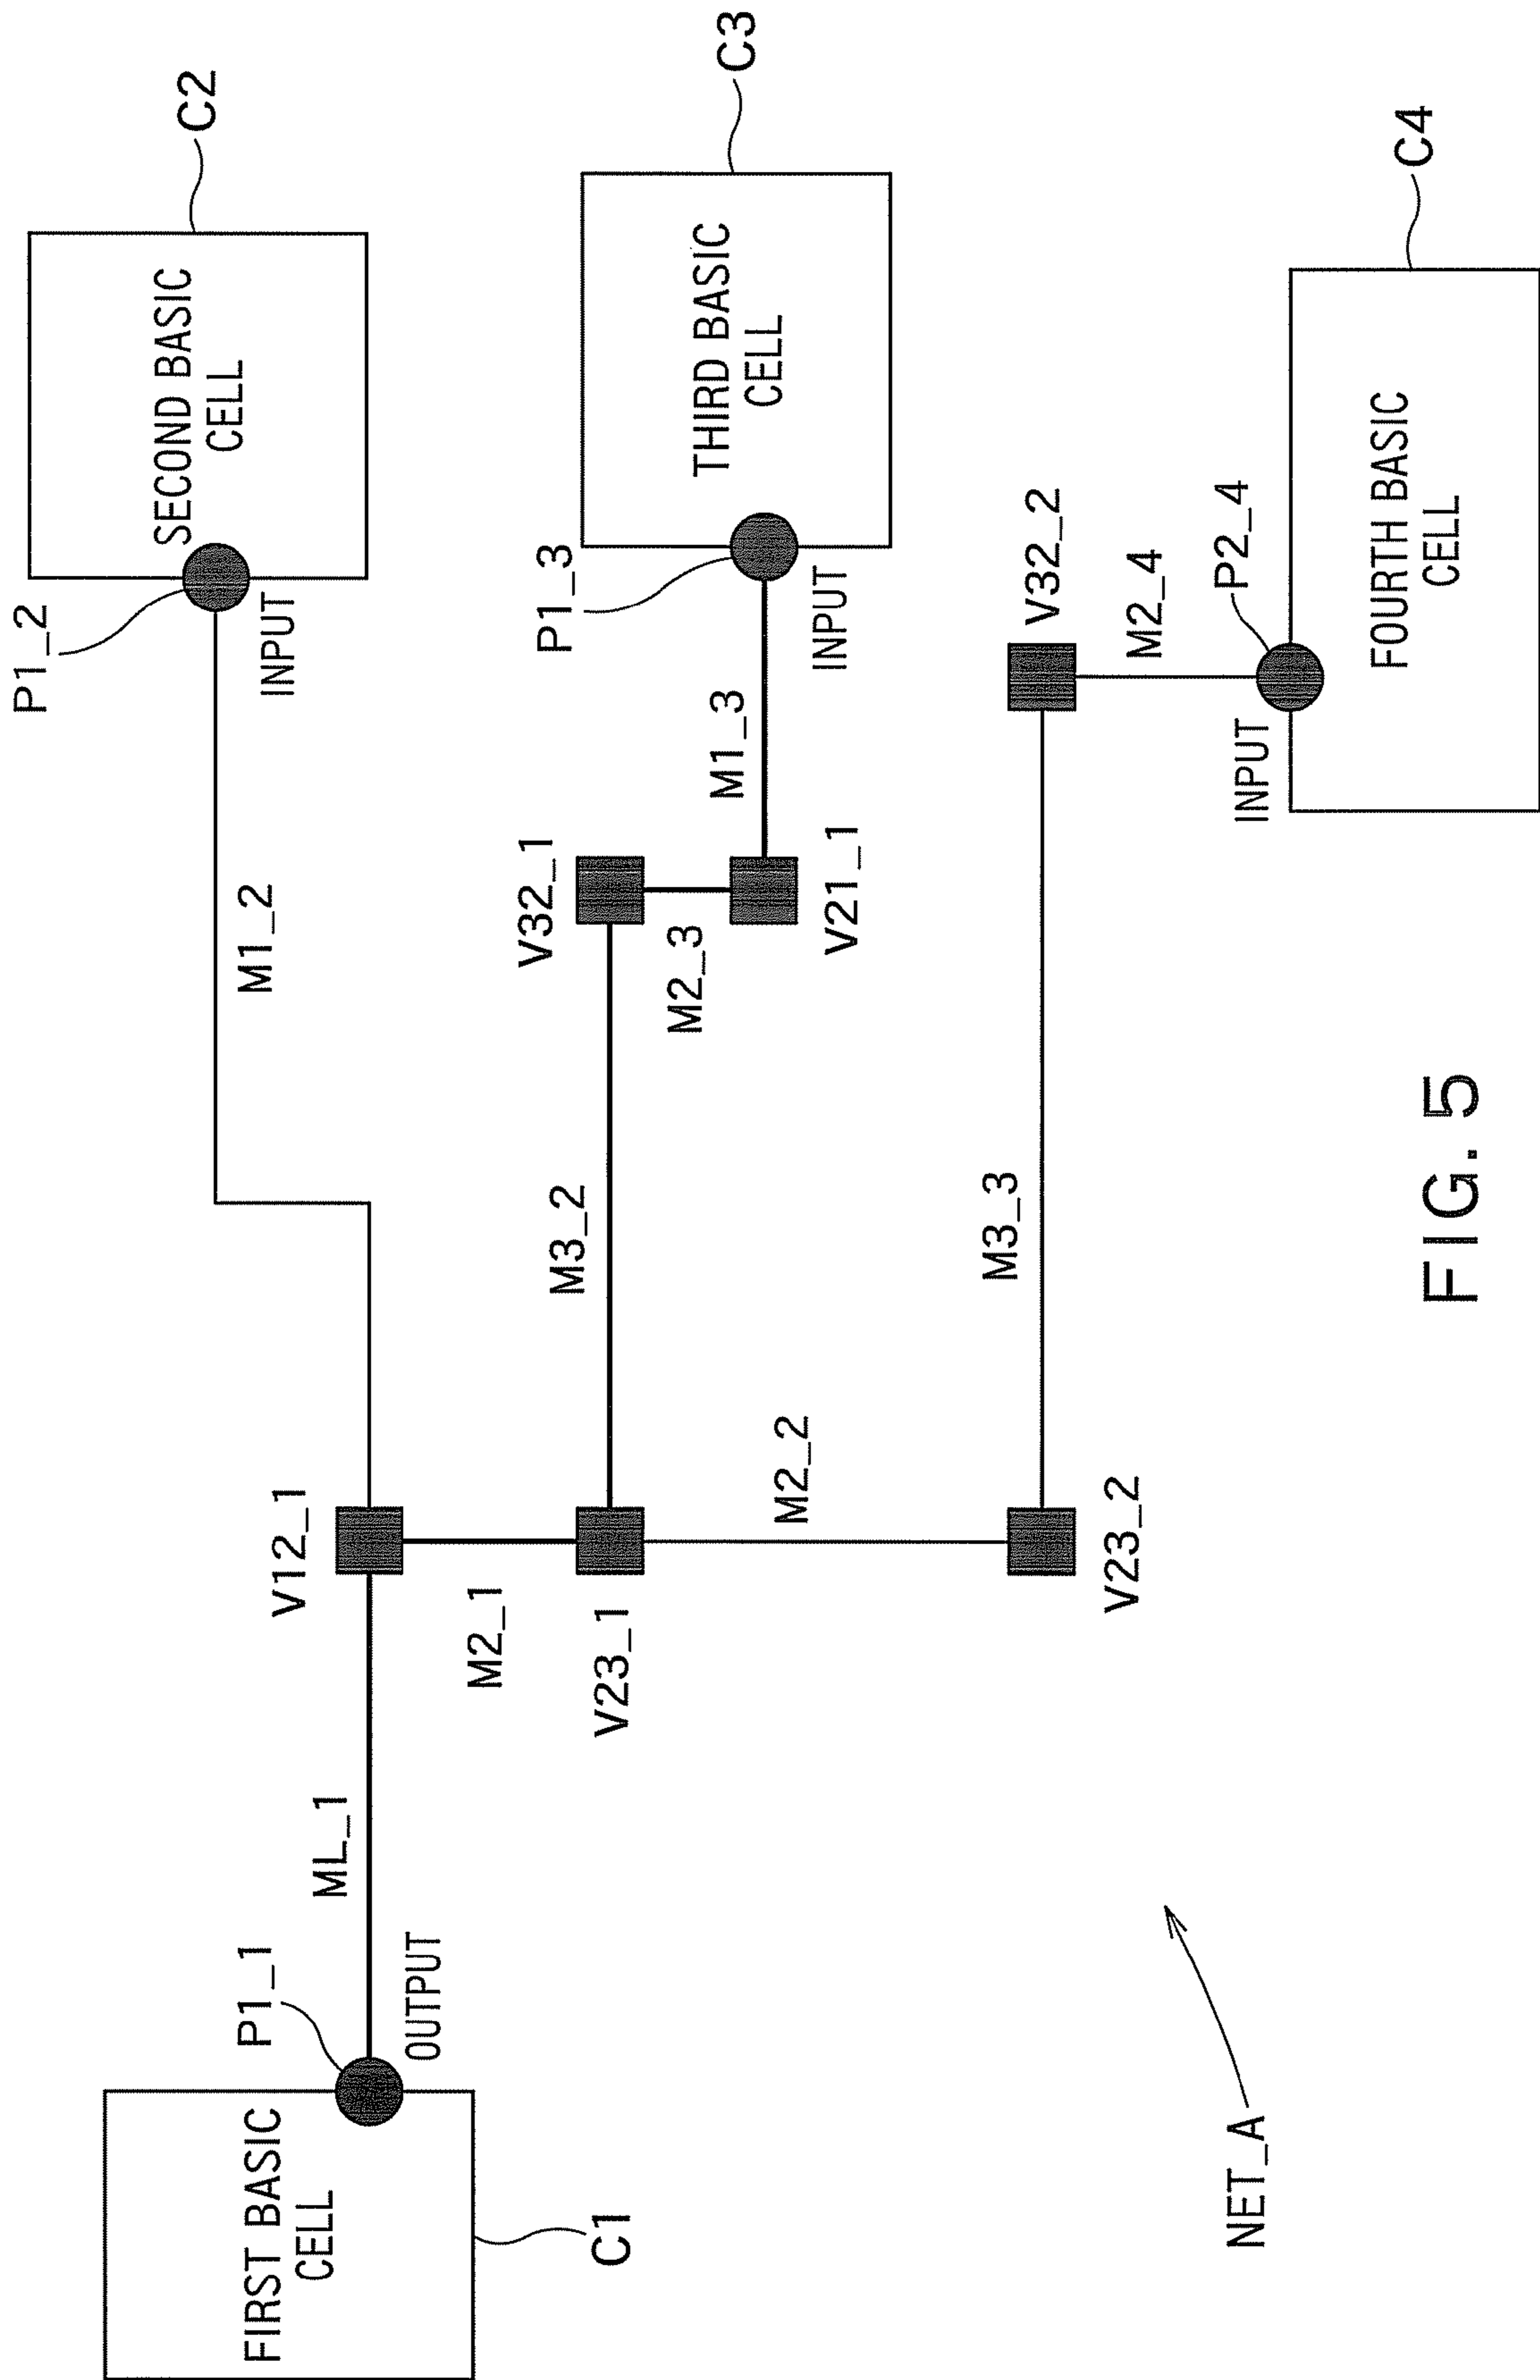 P1_2
C2
SECOND BASIC
CELL
INPUT
M1_2
P1_1
ML_1
V12_1
FIRST BASIC
CELL
OUTPUT
C1
M2_1
V23_1
M3_2
V32_1
M2_3
V21_1
M1_3
P1_3
INPUT
THIRD BASIC
CELL
C3
M2_2
V23_2
M3_3
V32_2
M2_4
P2_4
INPUT
FOURTH BASIC
CELL
C4
NET_A
FIG. 5